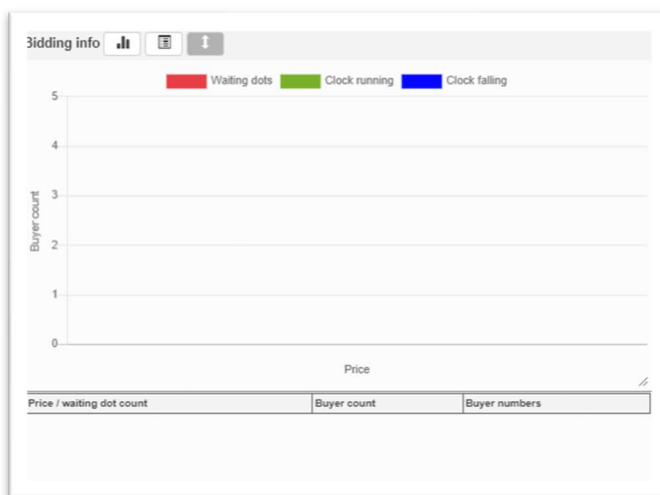 Bidding info
Waiting dots Clock running Clock falling
5
4
3
2
1
0
Buyer count
Price
Price / waiting dot count Buyer count Buyer numbers